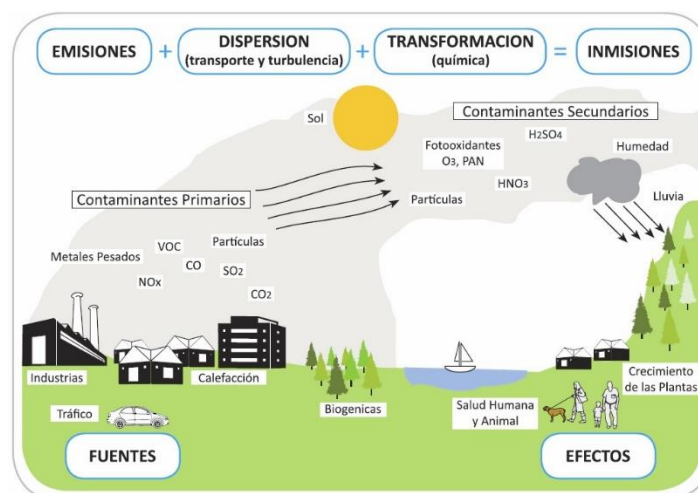 EMISIONES + DISPERSION + TRANSFORMACION = INMISIONES
(transporte y turbulencia) (química)
Contaminantes Secundarios
Sol
H2SO4
Fotooxidantes
O3, PAN
Humedad
HNO3
Contaminantes Primarios
Partículas
Lluvia
Partículas
VOC
Metales Pesados
CO
SO2
NOx
CO2
Industrias
Calefacción
Crecimiento
de las Plantas
Biogenicas
Salud Humana
y Animal
Tráfico
FUENTES
EFECTOS